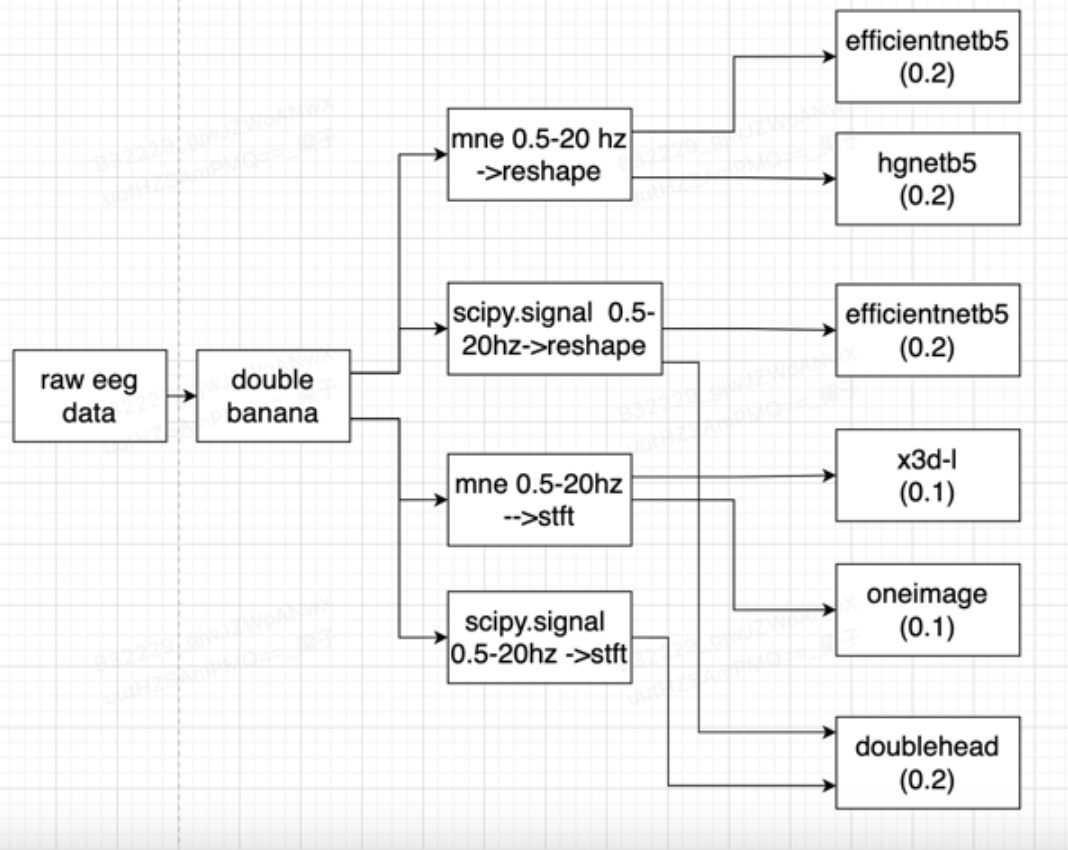 raw eeg
data
double
banana
mne 0.5-20 hz
->reshape
scipy.signal 0.5-
20hz->reshape
mne 0.5-20hz
-->stft
scipy.signal
0.5-20hz ->stft
efficientnetb5
(0.2)
hgnetb5
(0.2)
efficientnetb5
(0.2)
x3d-l
(0.1)
oneimage
(0.1)
doublehead
(0.2)